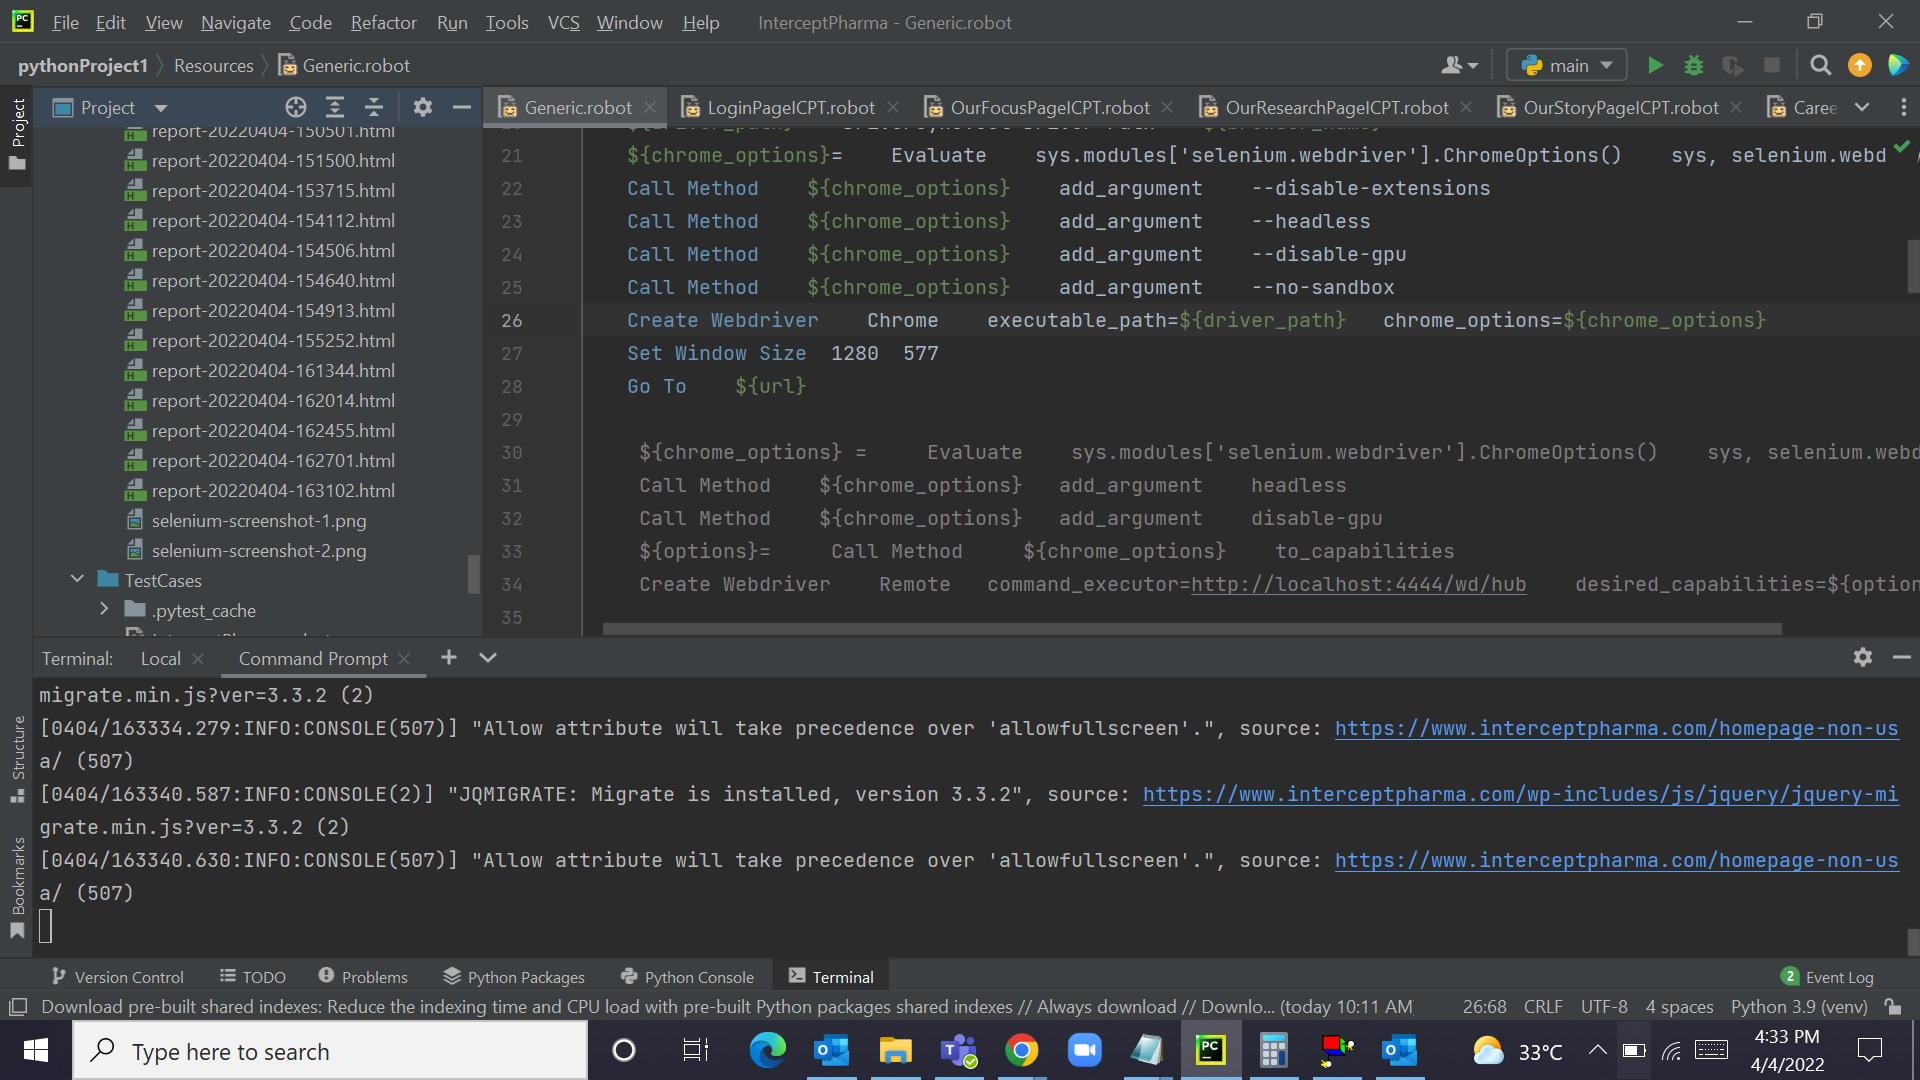 PC File Edit View Navigate Code Refactor Run Tools VCS Window Help InterceptPharma - Generic.robot
pythonProject1 Resources Generic.robot main
Project
Project
Generic.robot LoginPageICPT.robot OurFocusPageICPT.robot OurResearchPageICPT.robot OurStoryPageICPT.robot Caree
report-20220404-150501.html
report-20220404-151500.html
report-20220404-153715.html
report-20220404-154112.html
report-20220404-154506.html
report-20220404-154640.html
report-20220404-154913.html
report-20220404-155252.html
report-20220404-161344.html
report-20220404-162014.html
report-20220404-162455.html
report-20220404-162701.html
report-20220404-163102.html
selenium-screenshot-1.png
selenium-screenshot-2.png
TestCases
.pytest_cache
21 ${chrome_options}= Evaluate sys.modules['selenium.webdriver'].ChromeOptions() sys, selenium.webd
22 Call Method ${chrome_options} add_argument --disable-extensions
23 Call Method ${chrome_options} add_argument --headless
24 Call Method ${chrome_options} add_argument --disable-gpu
25 Call Method ${chrome_options} add_argument --no-sandbox
26 Create Webdriver Chrome executable_path=${driver_path} chrome_options=${chrome_options}
27 Set Window Size 1280 577
28 Go To ${url}
29
30 ${chrome_options} = Evaluate sys.modules['selenium.webdriver'].ChromeOptions() sys, selenium.webd
31 Call Method ${chrome_options} add_argument headless
32 Call Method ${chrome_options} add_argument disable-gpu
33 ${options}= Call Method ${chrome_options} to_capabilities
34 Create Webdriver Remote command_executor=http://localhost:4444/wd/hub desired_capabilities=${option
35
Terminal: Local Command Prompt
migrate.min.js?ver=3.3.2 (2)
[0404/163334.279:INFO:CONSOLE(507)] "Allow attribute will take precedence over 'allowfullscreen'.", source: https://www.interceptpharma.com/homepage-non-us
a/ (507)
[0404/163340.587:INFO:CONSOLE(2)] "JQMIGRATE: Migrate is installed, version 3.3.2", source: https://www.interceptpharma.com/wp-includes/js/jquery/jquery-mi
grate.min.js?ver=3.3.2 (2)
[0404/163340.630:INFO:CONSOLE(507)] "Allow attribute will take precedence over 'allowfullscreen'.", source: https://www.interceptpharma.com/homepage-non-us
a/ (507)
Structure
Bookmarks
Version Control TODO Problems Python Packages Python Console Terminal 2 Event Log
Download pre-built shared indexes: Reduce the indexing time and CPU load with pre-built Python packages shared indexes // Always download // Downlo... (today 10:11 AM 26:68 CRLF UTF-8 4 spaces Python 3.9 (venv)
Type here to search
PC
33°C
4:33 PM
4/4/2022